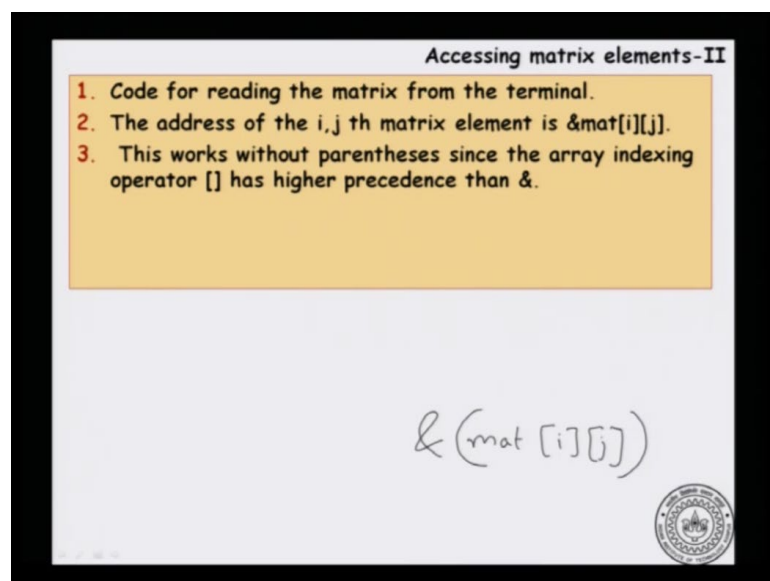 Accessing matrix elements-II
1. Code for reading the matrix from the terminal.
2. The address of the i,j th matrix element is &mat[i][j].
3. This works without parentheses since the array indexing
operator [] has higher precedence than &.
& (mat [i][j])